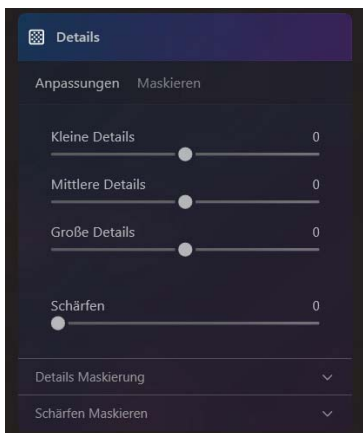 Details
Anpassungen Maskieren
Kleine Details 0
Mittlere Details 0
Große Details 0
Schärfen 0
Details Maskierung
Schärfen Maskieren